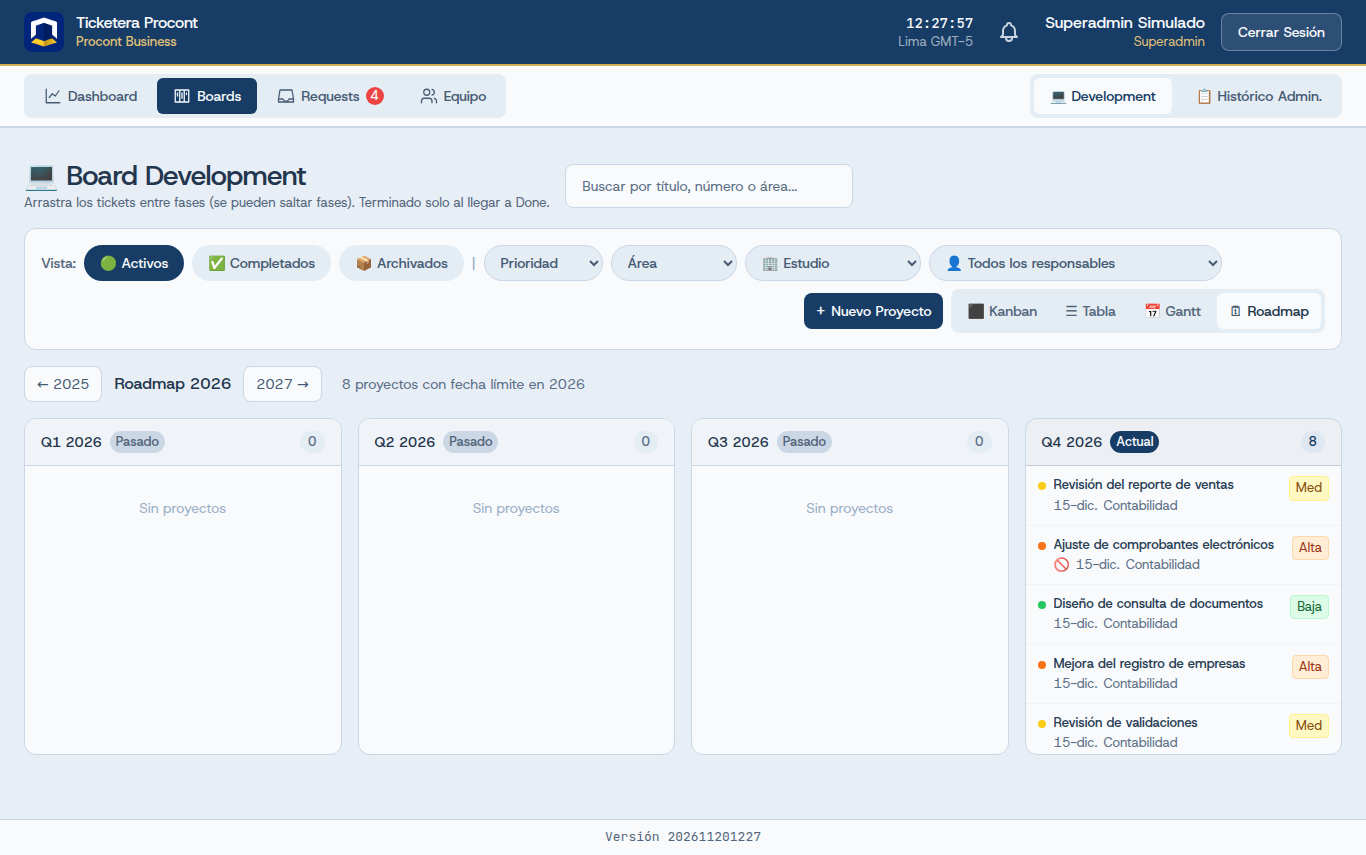 Ticketera Procont
Procont Business
12:27:57
Lima GMT-5
Superadmin Simulado
Superadmin
Cerrar Sesión
Dashboard
Boards
Requests 4
Equipo
Development
Histórico Admin.
Board Development
Arrastra los tickets entre fases (se pueden saltar fases). Terminado solo al llegar a Done.
Buscar por título, número o área...
Vista: Activos Completados Archivados | Prioridad Área Estudio Todos los responsables
+ Nuevo Proyecto Kanban Tabla Gantt Roadmap
← 2025 Roadmap 2026 2027 → 8 proyectos con fecha límite en 2026
Q1 2026 Pasado 0
Sin proyectos
Q2 2026 Pasado 0
Sin proyectos
Q3 2026 Pasado 0
Sin proyectos
Q4 2026 Actual 8
Revisión del reporte de ventas Med
15-dic. Contabilidad
Ajuste de comprobantes electrónicos Alta
15-dic. Contabilidad
Diseño de consulta de documentos Baja
15-dic. Contabilidad
Mejora del registro de empresas Alta
15-dic. Contabilidad
Revisión de validaciones Med
15-dic. Contabilidad
Versión 202611201227